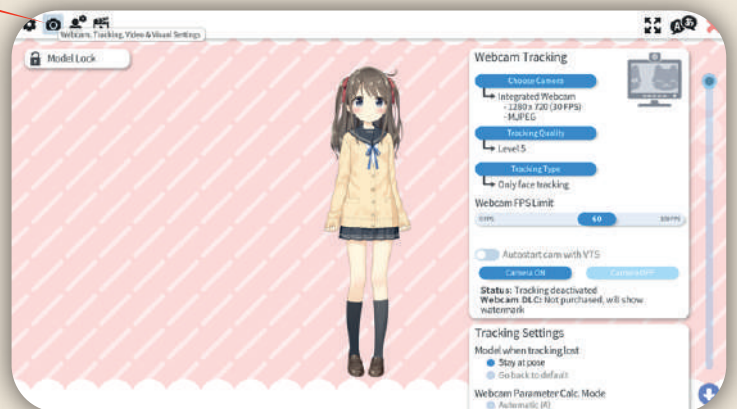 Webcam, Tracking, Video & Visual Settings
Model Lock
Webcam Tracking
Choose Camera
Integrated Webcam
- 1280 x 720 (30 FPS)
- MJPEG
Tracking Quality
Level 5
Tracking Type
Only face tracking
Webcam FPS Limit
60
Autostart cam with VTS
Camera ON
Camera OFF
Status: Tracking deactivated
Webcam DLC: Not purchased, will show
watermark
Tracking Settings
Model when tracking lost
Stay at pose
Go back to default
Webcam Parameter Calc. Mode
Automatic (A)